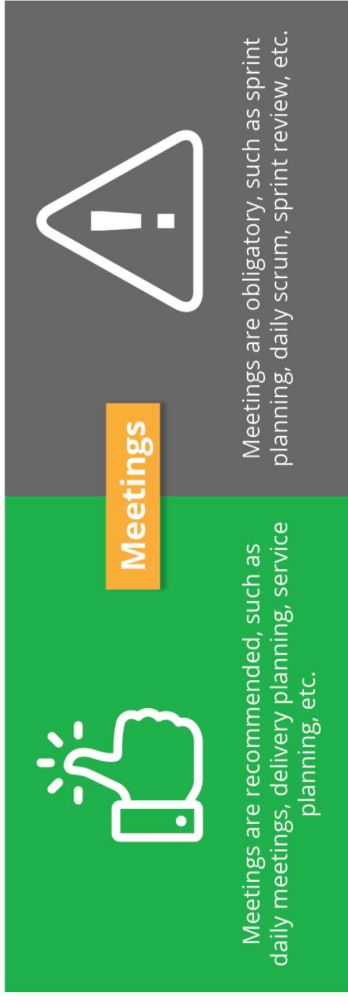 Meetings
Meetings are recommended, such as
daily meetings, delivery planning, service
planning, etc.
Meetings are obligatory, such as sprint
planning, daily scrum, sprint review, etc.